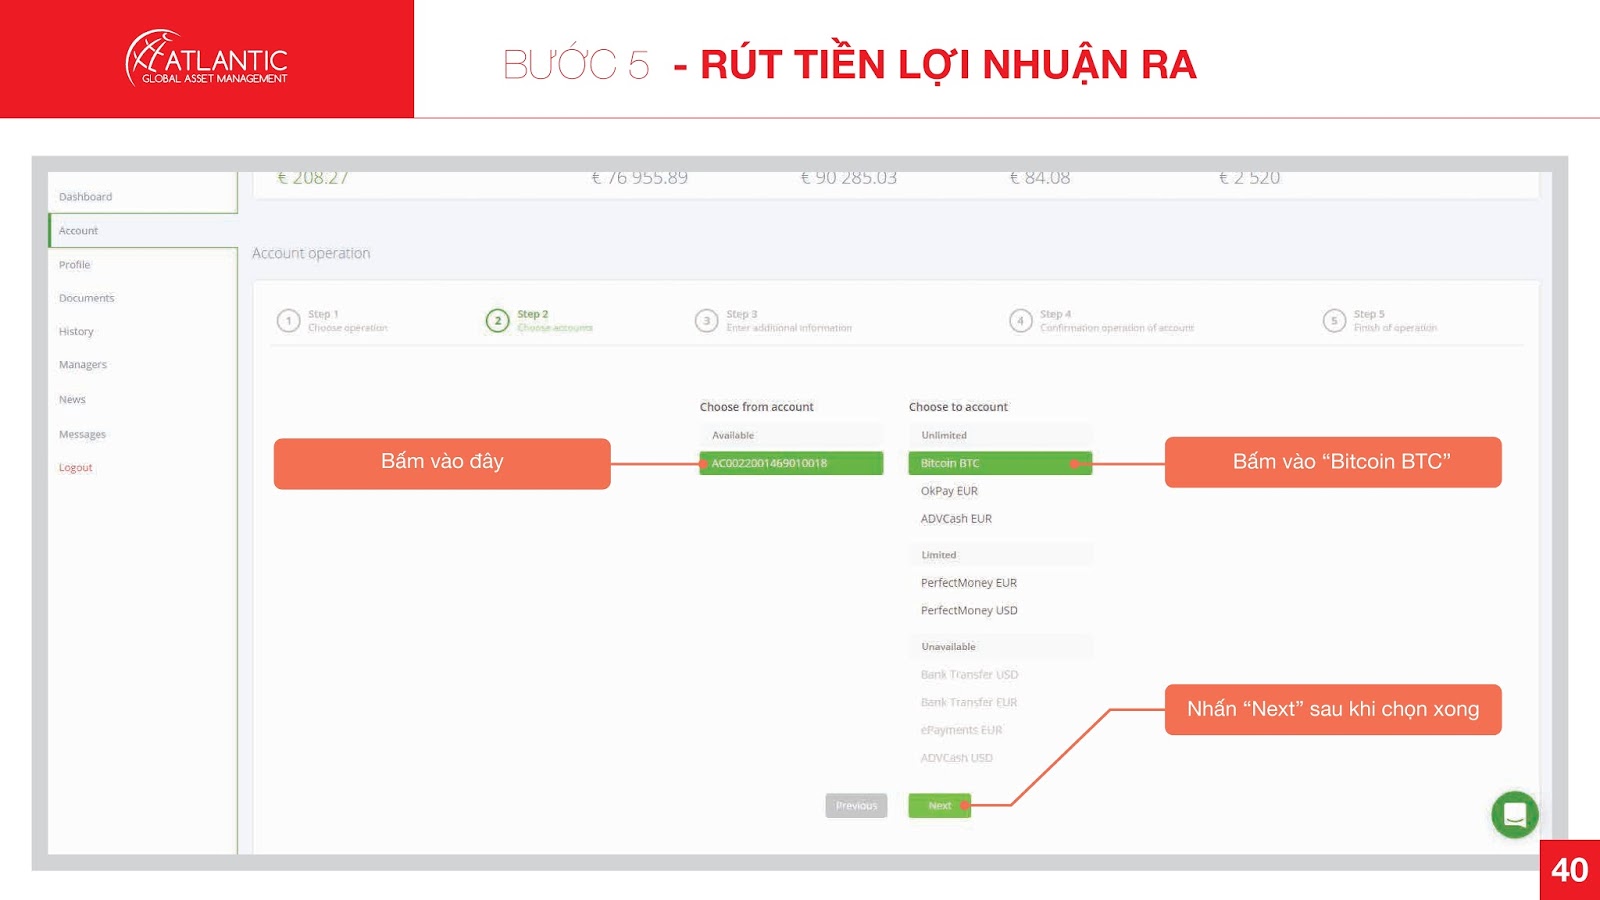 ATLANTIC
GLOBAL ASSET MANAGEMENT
BƯỚC 5 - RÚT TIỀN LỢI NHUẬN RA
€ 208.27 € 76 955.89 € 90 285.03 € 84.08 € 2 520
Dashboard
Account
Profile
Documents
History
Managers
News
Messages
Logout
Account operation
1 Step 1
Choose operation
2 Step 2
Choose accounts
3 Step 3
Enter additional information
4 Step 4
Confirmation operation of account
5 Step 5
Finish of operation
Choose from account
Available
AC0022001469010018
Choose to account
Unlimited
Bitcoin BTC
OkPay EUR
ADVCash EUR
Limited
PerfectMoney EUR
PerfectMoney USD
Unavailable
Bank Transfer USD
Bank Transfer EUR
ePayments EUR
ADVCash USD
Previous
Next
Bấm vào đây
Bấm vào “Bitcoin BTC”
Nhấn “Next” sau khi chọn xong
40